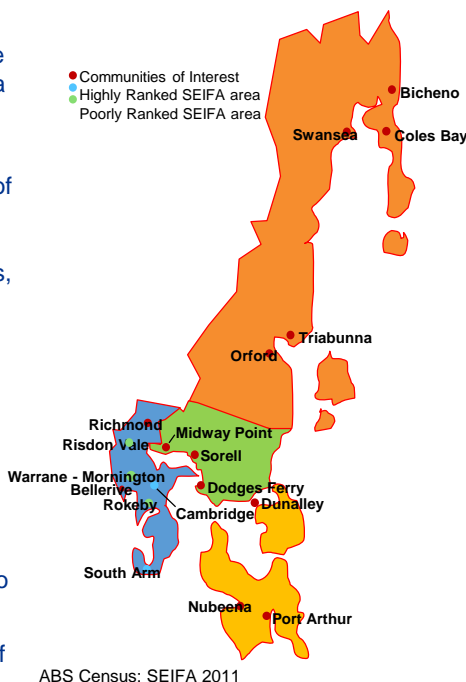 e
a
of
s,
o
f
Communities of Interest
Highly Ranked SEIFA area
Poorly Ranked SEIFA area
Bicheno
Swansea
Coles Bay
Triabunna
Orford
Richmond
Midway Point
Risdon Vale
Sorell
Warrane - Mornington
Bellerive
Dodges Ferry
Rokeby
Dunalley
Cambridge
South Arm
Nubeena
Port Arthur
ABS Census: SEIFA 2011